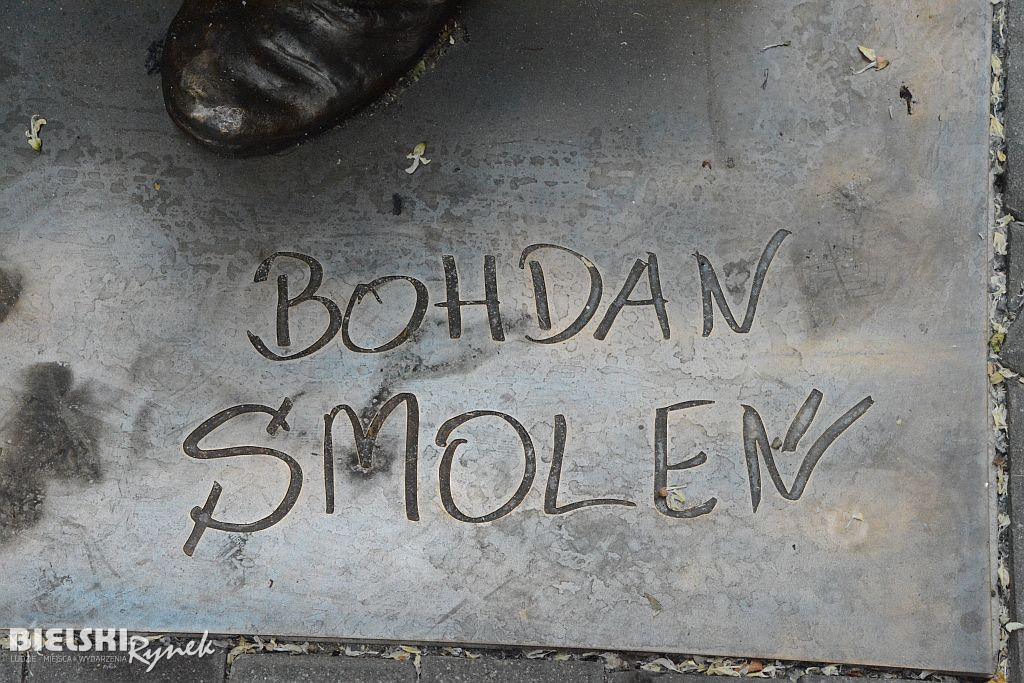 BOHDAN
SMOLEŃ
BIELSKI Rynek
LUDZIE - MIEJSCA - WYDARZENIA